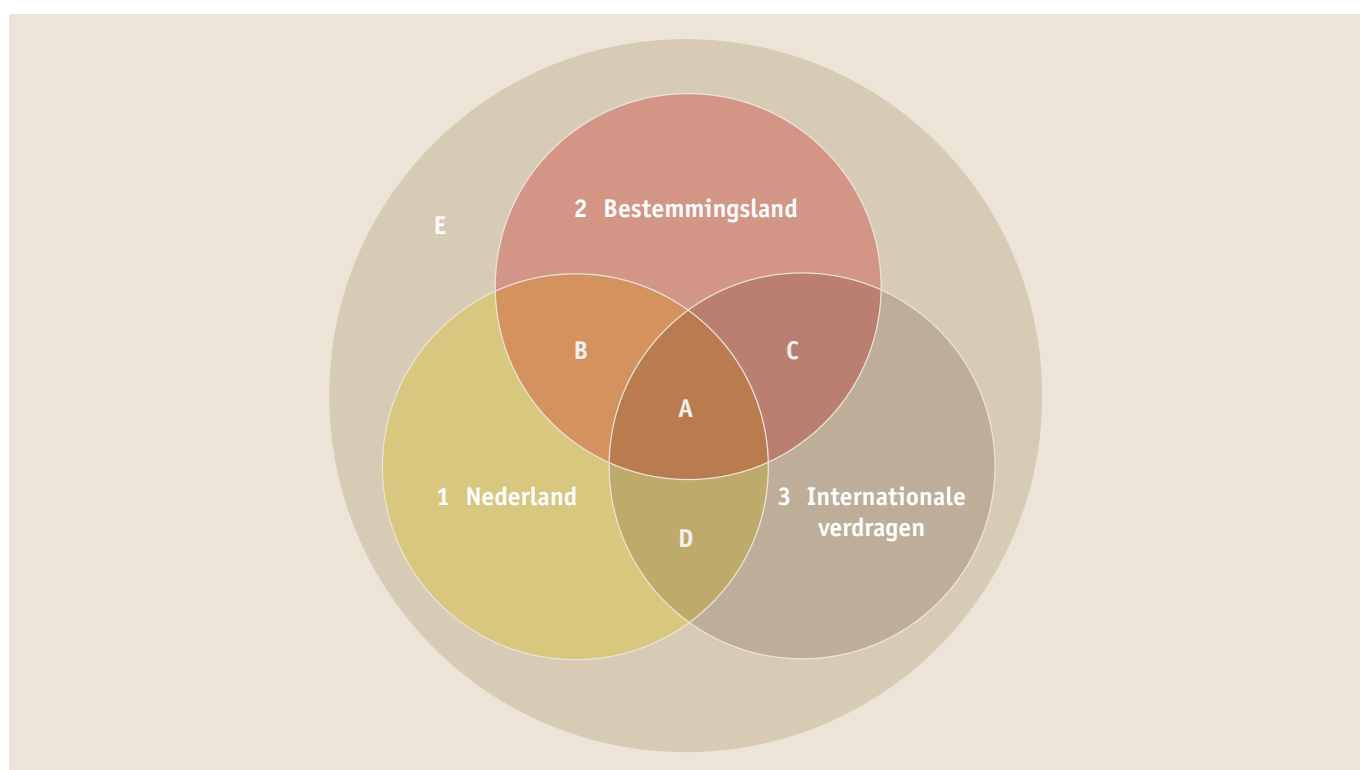 2 Bestemmingsland
E
B
C
A
1 Nederland
3 Internationale
verdragen
D